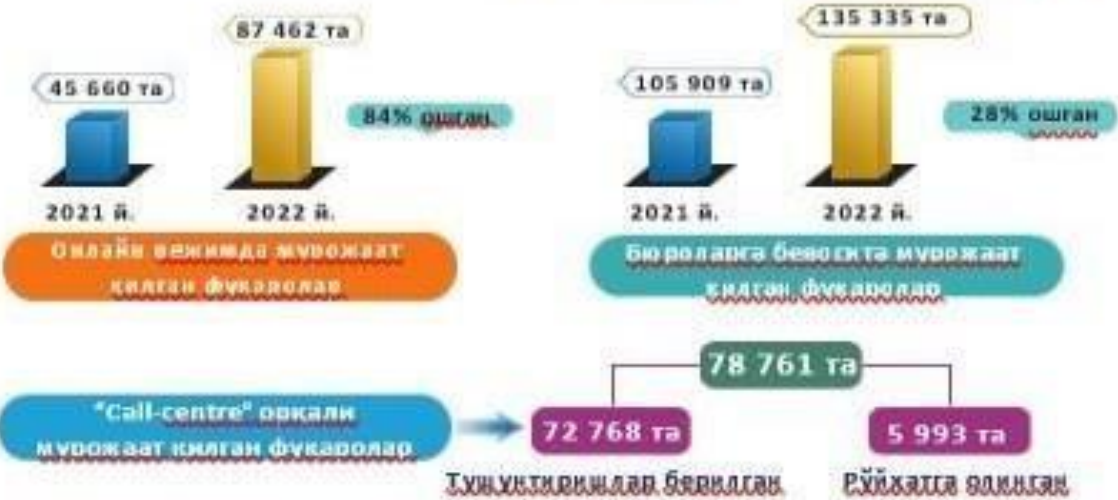 87 462 та
45 660 та
84% ошган
2021 й.
2022 й.
Онлайн режимда мурожаат
қилган фуқаролар
135 335 та
105 909 та
28% ошган
2021 й.
2022 й.
Бюроларга бевосита мурожаат
қилган фуқаролар
78 761 та
"Call-centre" орқали
мурожаат қилган фуқаролар
72 768 та
5 993 та
Тушунтиришлар берилган
Рўйхатга олинган